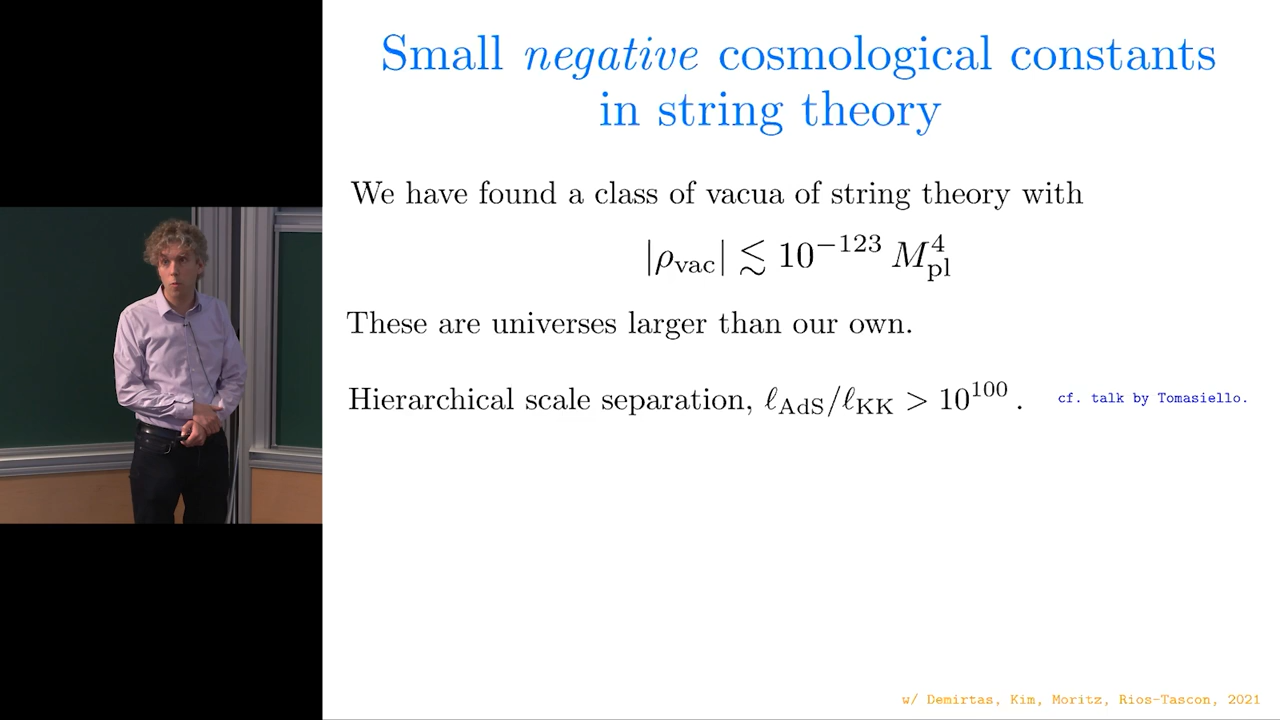 Small negative cosmological constants
in string theory
We have found a class of vacua of string theory with
|ρ_vac| ≲ 10^{−123} M_{pl}^4
These are universes larger than our own.
Hierarchical scale separation, ℓ_AdS/ℓ_KK > 10^{100}. cf. talk by Tomasiello.
w/ Demirtas, Kim, Moritz, Rios-Tascon, 2021